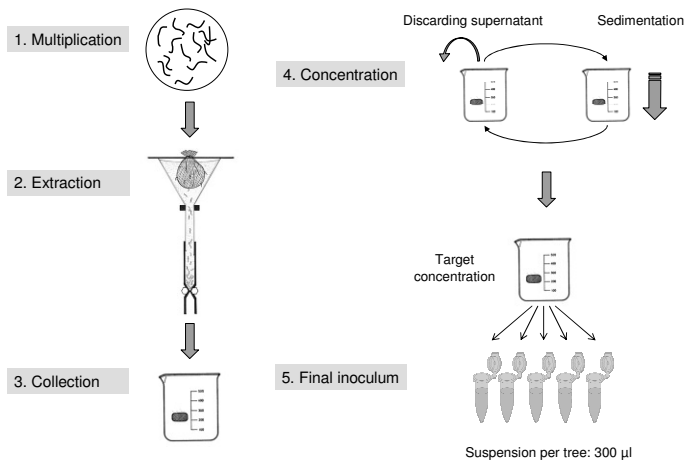 1. Multiplication
2. Extraction
3. Collection
Discarding supernatant
Sedimentation
4. Concentration
Target
concentration
5. Final inoculum
Suspension per tree: 300 µl